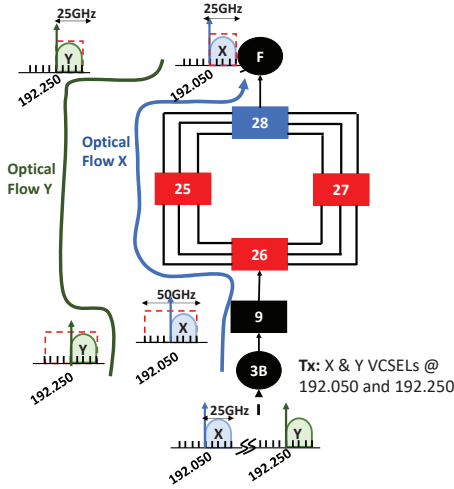 25GHz
Y
192.250
25GHz
X
192.050
F
28
Optical
Flow Y
Optical
Flow X
25
27
26
50GHz
X
192.050
9
Y
192.250
3B
Tx: X & Y VCSELs @
192.050 and 192.250
25GHz
X
192.050
Y
192.250